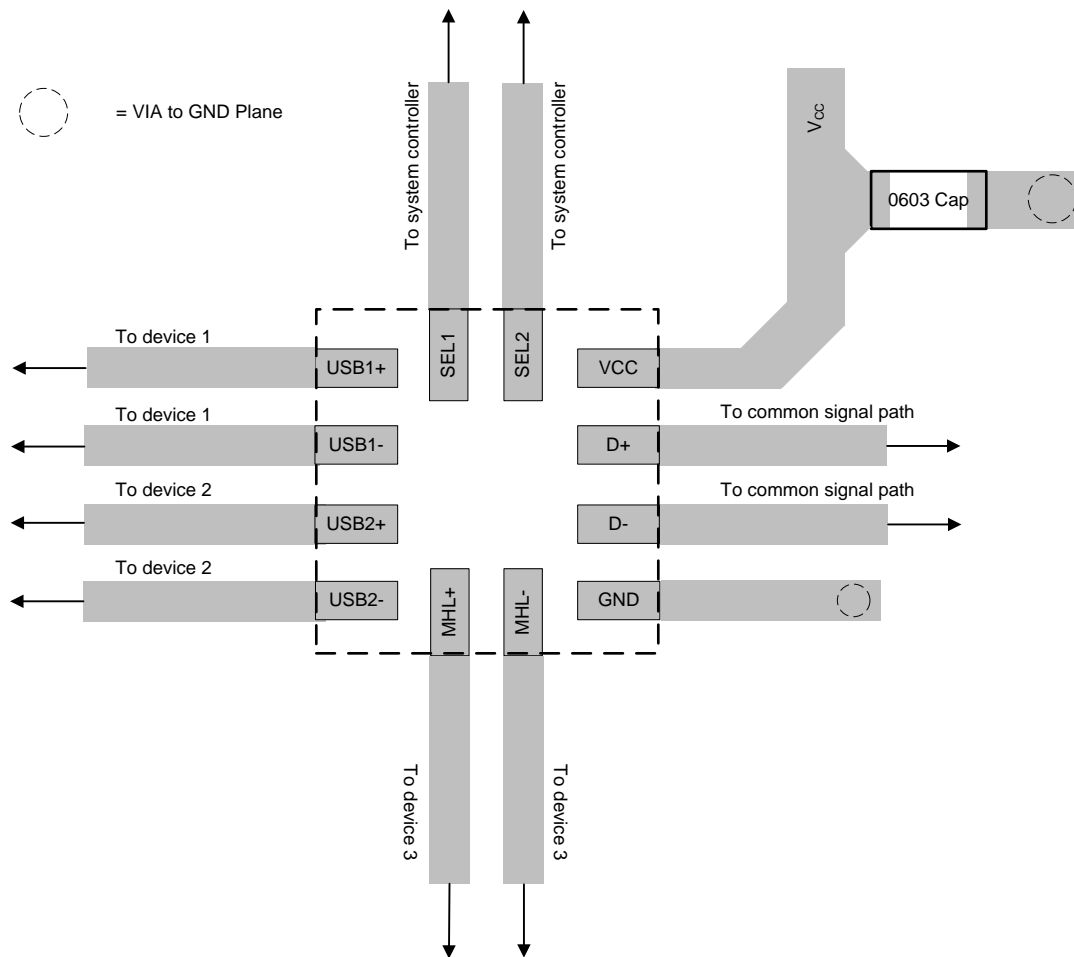 = VIA to GND Plane
To system controller
To system controller
VCC
0603 Cap
SEL1
SEL2
To device 1
USB1+
VCC
To device 1
USB1-
To common signal path
D+
To device 2
USB2+
To common signal path
D-
To device 2
USB2-
MHL+
MHL-
GND
To device 3
To device 3